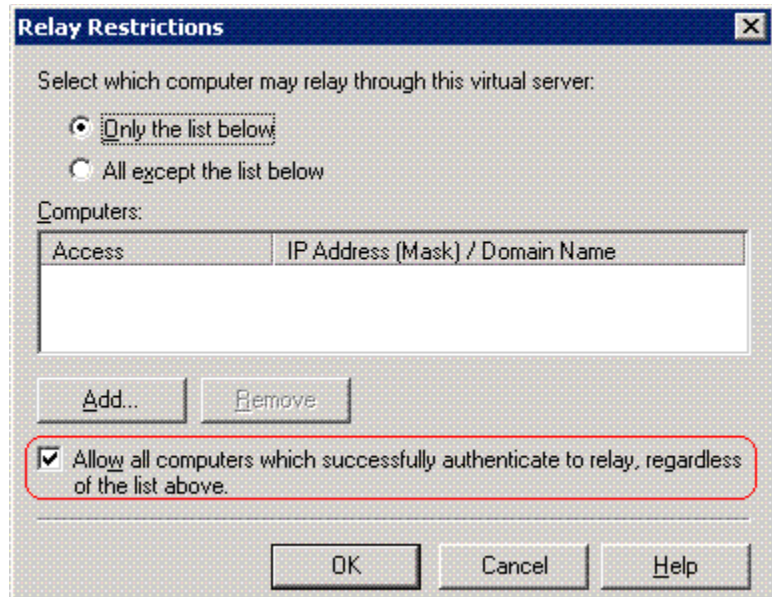 Relay Restrictions
Select which computer may relay through this virtual server:
Only the list below
All except the list below
Computers:
Access IP Address (Mask) / Domain Name
Add... Remove
Allow all computers which successfully authenticate to relay, regardless
of the list above.
OK Cancel Help